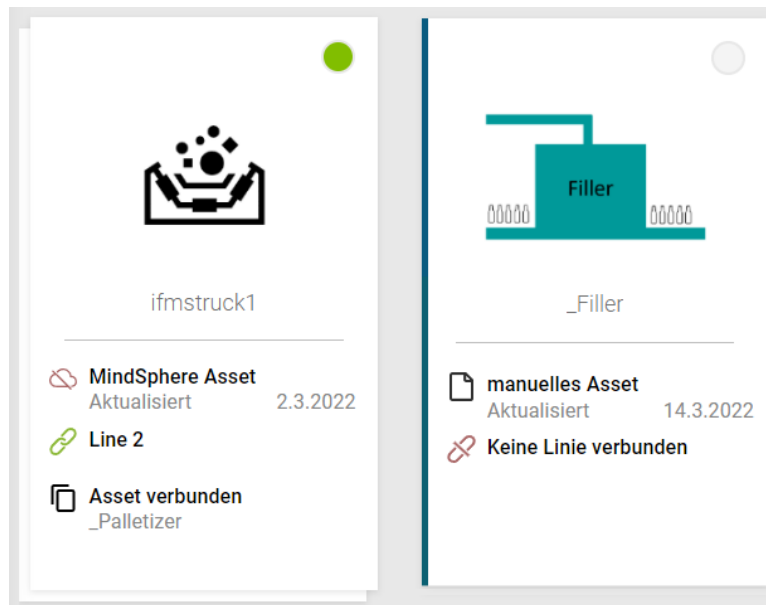 ifmstruck1
MindSphere Asset
Aktualisiert 2.3.2022
Line 2
Asset verbunden
_Palletizer
Filler
_Filler
manuelles Asset
Aktualisiert 14.3.2022
Keine Linie verbunden